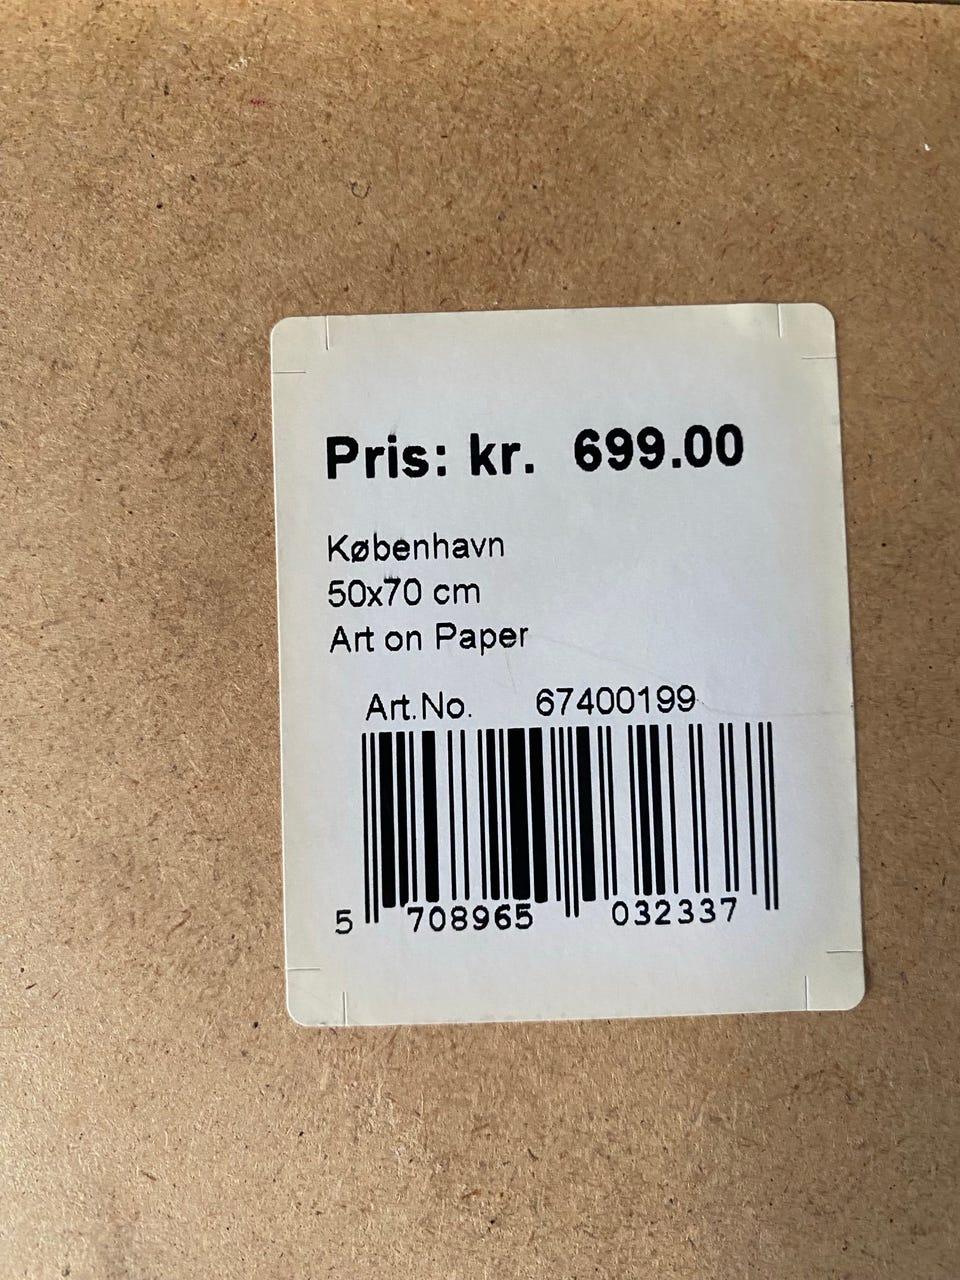 Pris: kr. 699.00
København
50x70 cm
Art on Paper
Art.No. 67400199
5 708965 032337